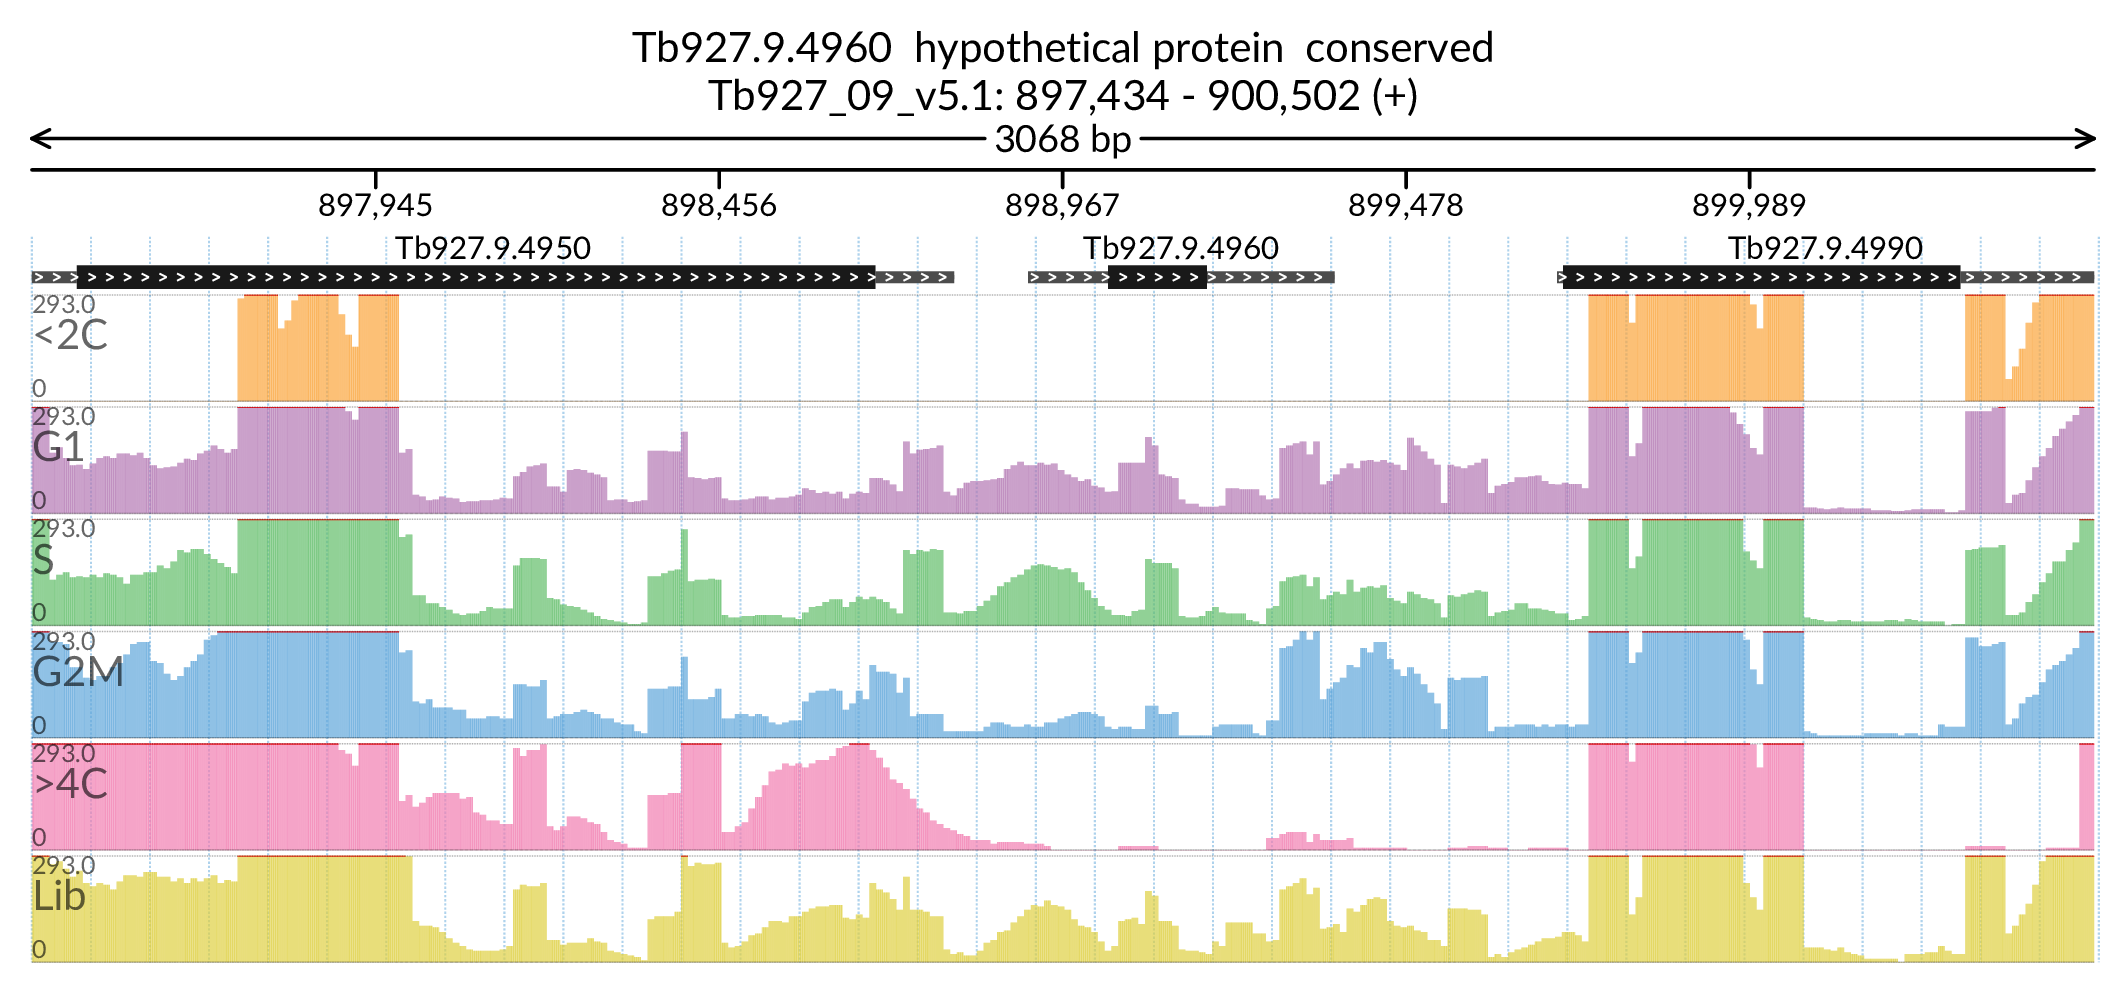 Tb927.9.4960  hypothetical protein  conserved
Tb927_09_v5.1: 897,434 - 900,502 (+)
3068 bp
897,945 898,456 898,967 899,478 899,989
Tb927.9.4950 Tb927.9.4960 Tb927.9.4990
293.0
<2C
0
293.0
G1
0
293.0
S
0
293.0
G2M
0
293.0
>4C
0
293.0
Lib
0